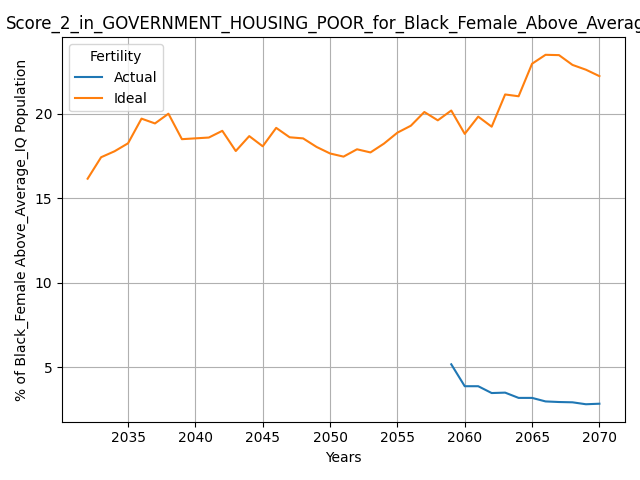 Score_2_in_GOVERNMENT_HOUSING_POOR_for_Black_Female_Above_Averag
Fertility
Actual
Ideal
% of Black_Female Above_Average_IQ Population
20
15
10
5
2035 2040 2045 2050 2055 2060 2065 2070
Years